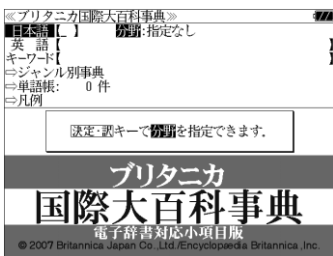 ≪ブリタニカ国際大百科事典≫
日本語【_ 】 分野:指定なし
英 語【 】
キーワード【 】
⇨ジャンル別事典
⇨単語帳: 0 件
⇨凡例
決定・訳キーで分野を指定できます.
ブリタニカ
国際大百科事典
電子辞書対応小項目版
© 2007 Britannica Japan Co.,Ltd./Encyclopædia Britannica ,Inc.